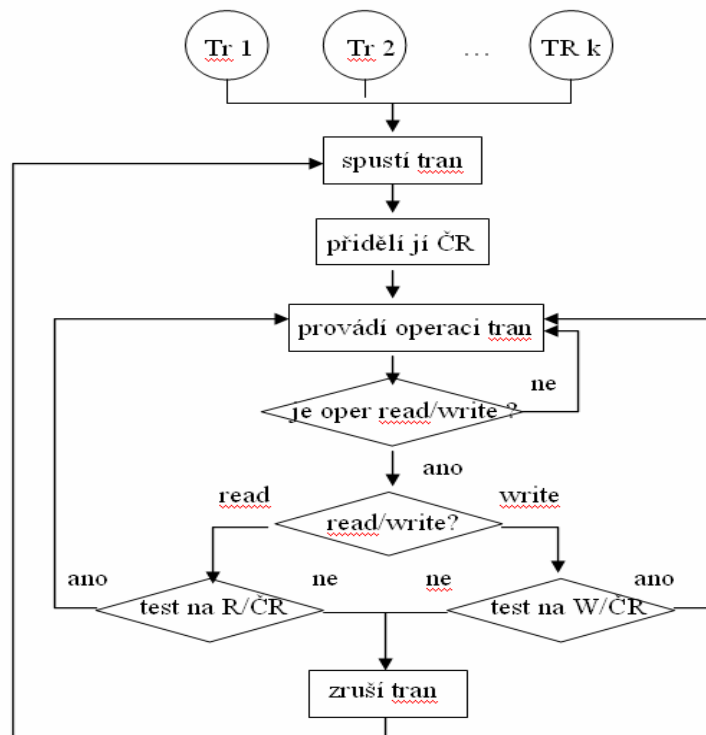 Tr 1 Tr 2 ... TR k
spustí tran
přidělí jí ČR
provádí operaci tran
ne
je oper read/write ?
ano
read write
read/write?
ano ne ne ano
test na R/ČR test na W/ČR
zruší tran